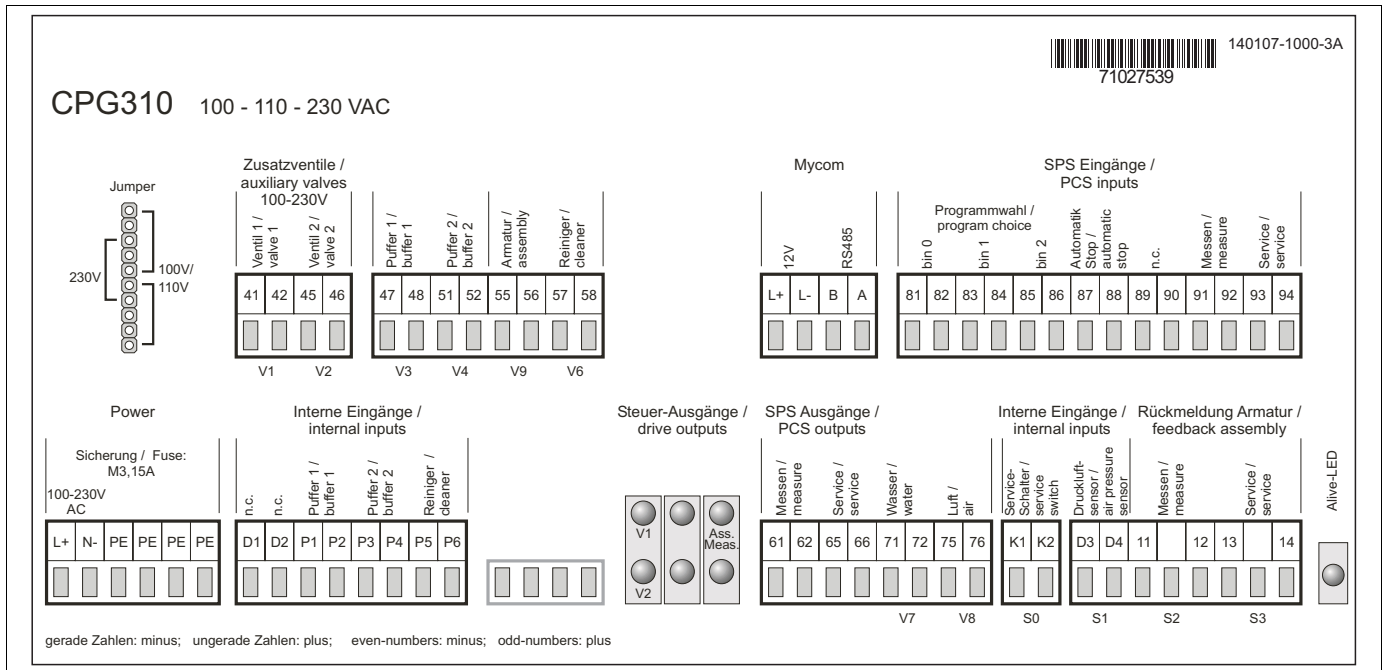 140107-1000-3A
71027539
CPG310 100 - 110 - 230 VAC
Jumper
230V
100V/
110V
Zusatzventile /
auxiliary valves
100-230V
Ventil 1 /
valve 1
Ventil 2 /
valve 2
41 42 45 46
V1 V2
Puffer 1 /
buffer 1
Puffer 2 /
buffer 2
Armatur /
assembly
Reiniger /
cleaner
47 48 51 52 55 56 57 58
V3 V4 V9 V6
Mycom
12V
RS485
L+ L- B A
SPS Eingänge /
PCS inputs
Programmwahl /
program choice
bin 0
bin 1
bin 2
Automatik
Stop /
automatic
stop
n.c.
Messen /
measure
Service /
service
81 82 83 84 85 86 87 88 89 90 91 92 93 94
Power
Sicherung / Fuse:
M3,15A
100-230V
AC
L+ N- PE PE PE PE
Interne Eingänge /
internal inputs
n.c.
n.c.
Puffer 1 /
buffer 1
Puffer 2 /
buffer 2
Reiniger /
cleaner
D1 D2 P1 P2 P3 P4 P5 P6
Steuer-Ausgänge /
drive outputs
V1
Ass.
Meas.
V2
SPS Ausgänge /
PCS outputs
Messen /
measure
Service /
service
Wasser /
water
Luft /
air
61 62 65 66 71 72 75 76
V7 V8
Interne Eingänge /
internal inputs
Service-
Schalter /
service
switch
K1 K2
S0
Rückmeldung Armatur /
feedback assembly
Druckluft-
sensor /
air pressure
sensor
Messen /
measure
Service /
service
D3 D4 11 12 13 14
S1 S2 S3
Alive-LED
gerade Zahlen: minus; ungerade Zahlen: plus; even-numbers: minus; odd-numbers: plus